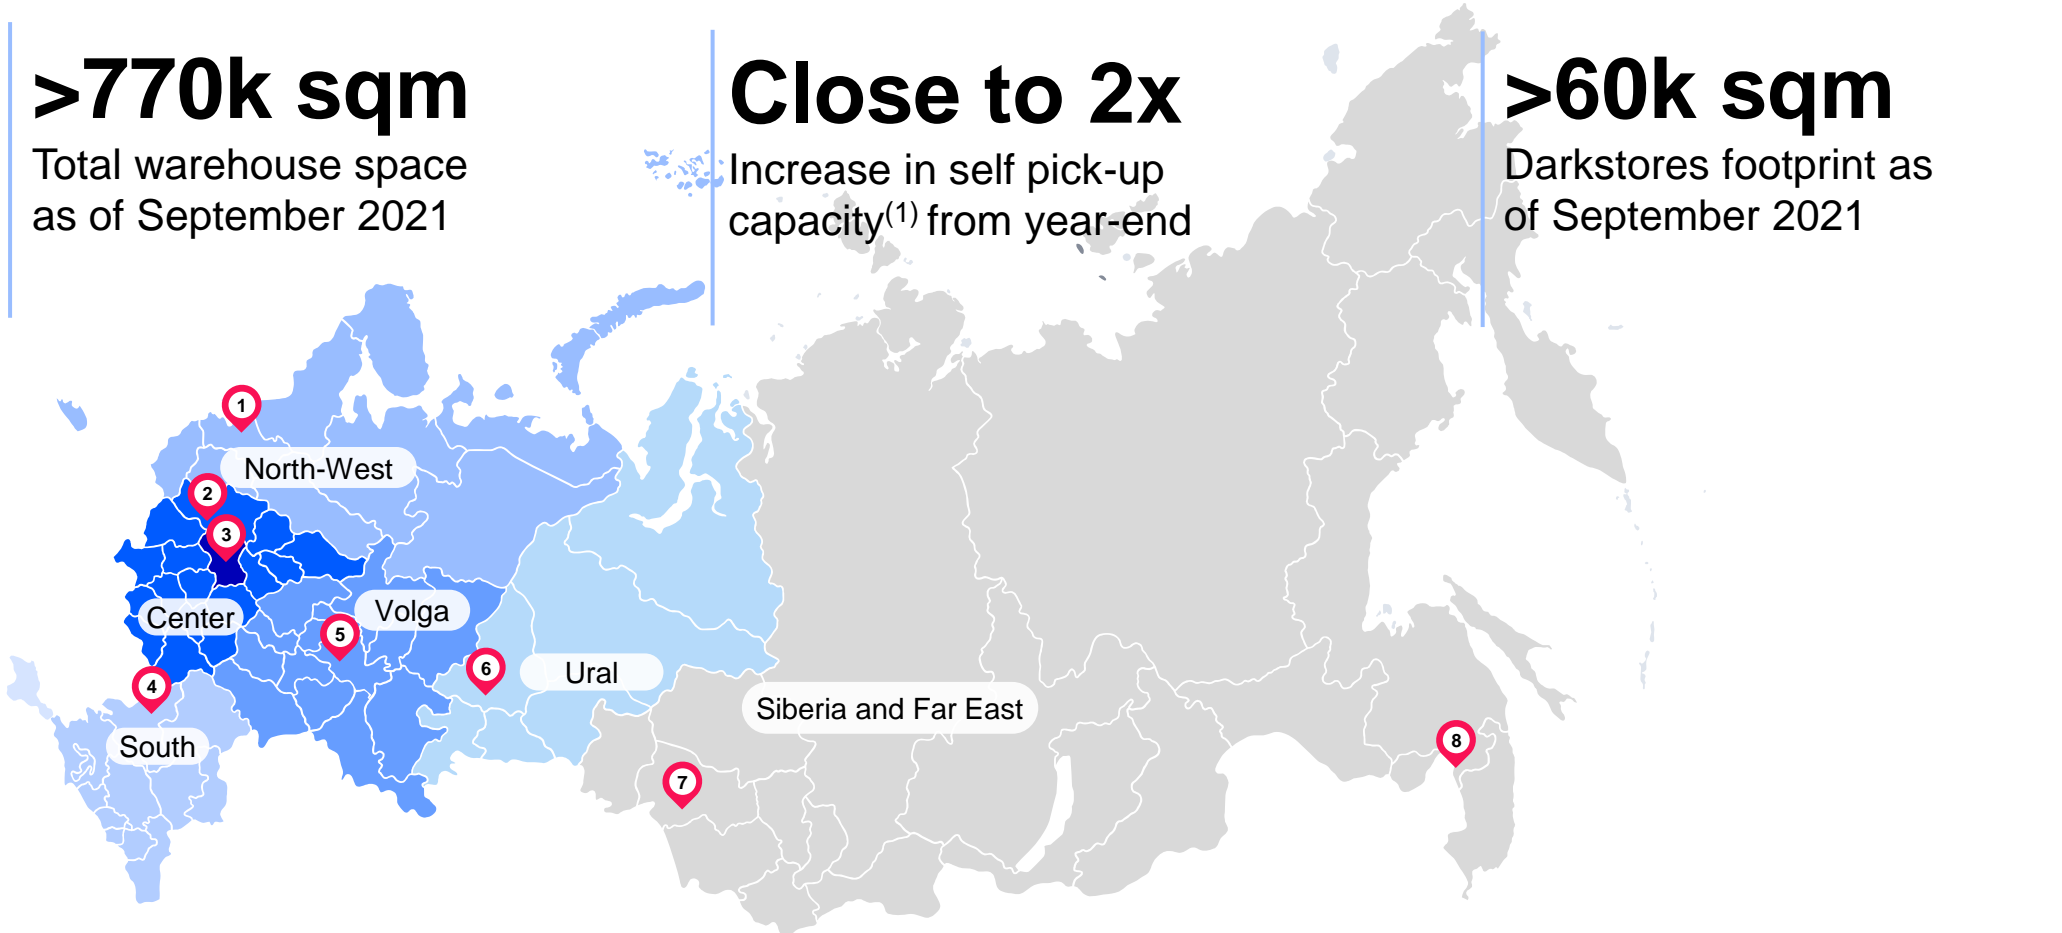 >770k sqm
Total warehouse space
as of September 2021
Close to 2x
Increase in self pick-up
capacity(1) from year-end
>60k sqm
Darkstores footprint as
of September 2021
1
North-West
2
3
Center
Volga
5
4
6
Ural
South
Siberia and Far East
7
8